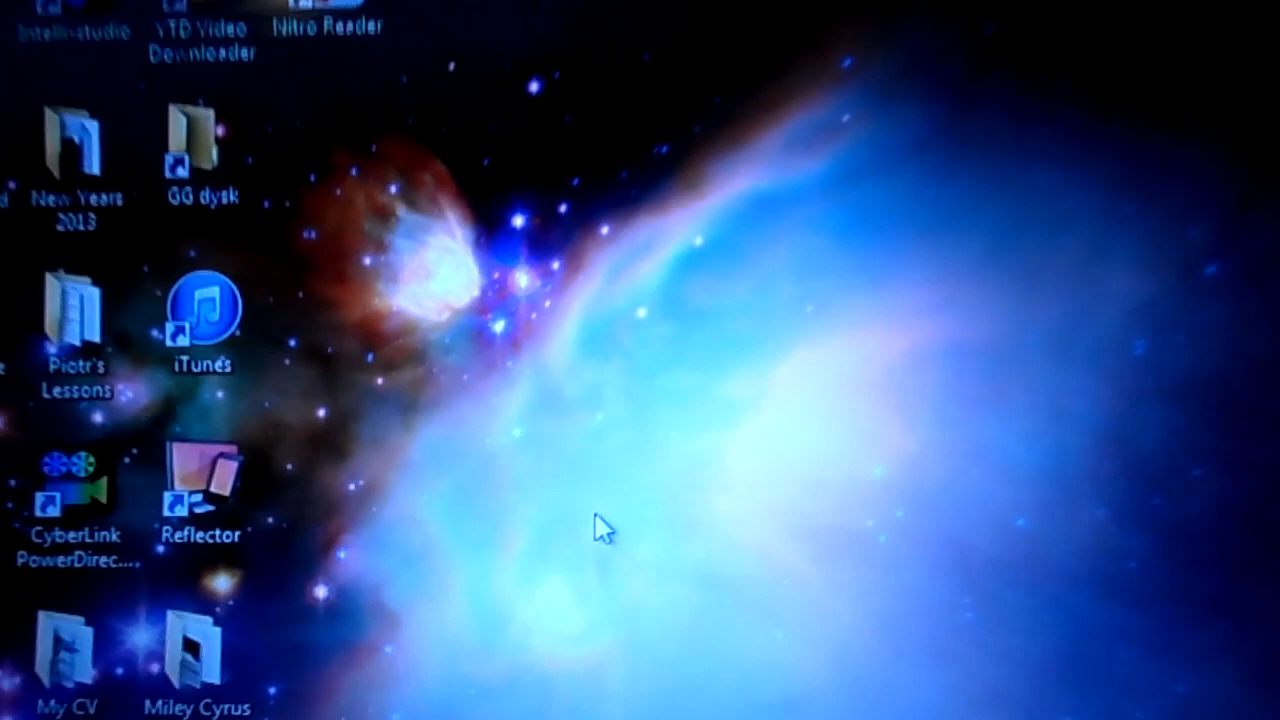 Intelli-studio
YTD Video
Downloader
Nitro Reader
New Years
2013
GG dysk
Piotr's
Lessons
iTunes
CyberLink
PowerDirec....
Reflector
My CV
Miley Cyrus